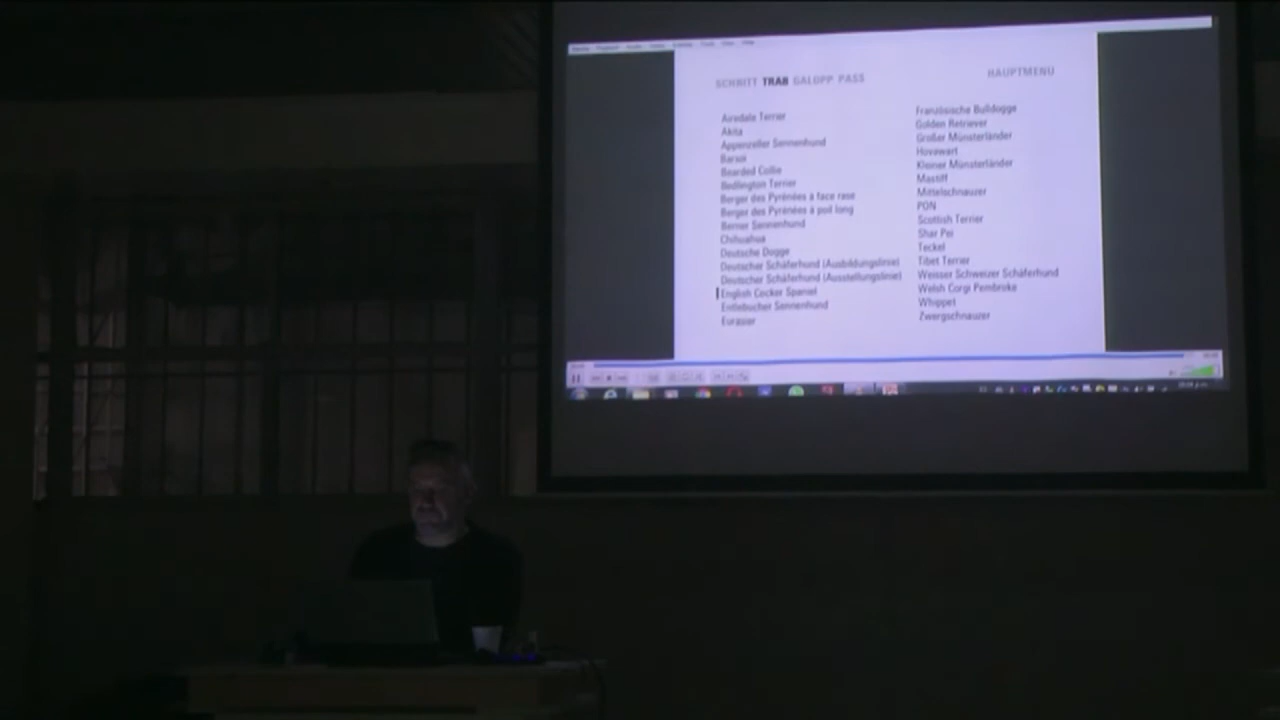 SCHRITT TRAB GALOPP PASS
HAUPTMENU
Airedale Terrier
Akita
Appenzeller Sennenhund
Barsoi
Bearded Collie
Bedlington Terrier
Berger des Pyrénées à face rase
Berger des Pyrénées à poil long
Berner Sennenhund
Chihuahua
Deutsche Dogge
Deutscher Schäferhund (Ausbildungslinie)
Deutscher Schäferhund (Ausstellungslinie)
English Cocker Spaniel
Entlebucher Sennenhund
Eurasier
Französische Bulldogge
Golden Retriever
Großer Münsterländer
Hovawart
Kleiner Münsterländer
Mastiff
Mittelschnauzer
PON
Scottish Terrier
Shar Pei
Teckel
Tibet Terrier
Weisser Schweizer Schäferhund
Welsh Corgi Pembroke
Whippet
Zwergschnauzer